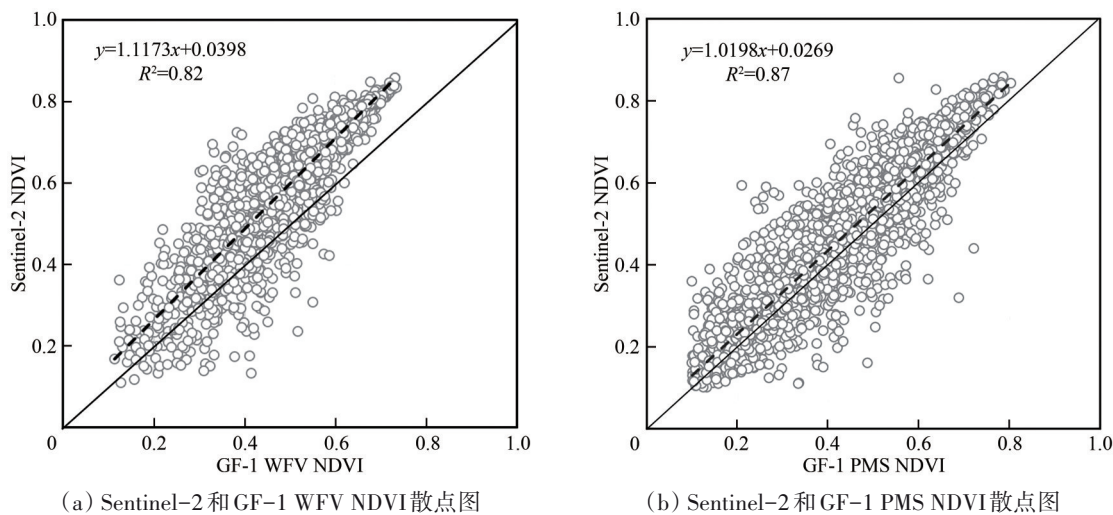 y=1.1173x+0.0398
R²=0.82
1.0
0.8
0.6
0.4
0.2
0
0.2
0.4
0.6
0.8
1.0
Sentinel-2 NDVI
GF-1 WFV NDVI
(a) Sentinel-2和GF-1 WFV NDVI散点图
y=1.0198x+0.0269
R²=0.87
1.0
0.8
0.6
0.4
0.2
0
0.2
0.4
0.6
0.8
1.0
Sentinel-2 NDVI
GF-1 PMS NDVI
(b) Sentinel-2和GF-1 PMS NDVI散点图